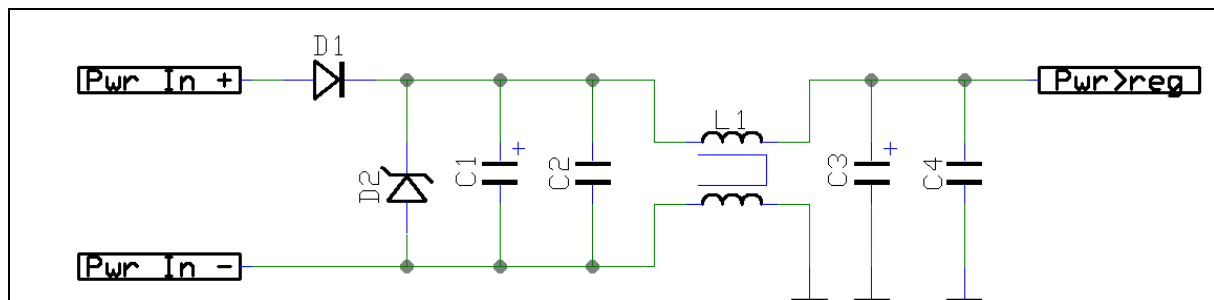 D1
Pwr In +
Pwr>reg
L1
+
+
D2
C1
C2
C3
C4
Pwr In -